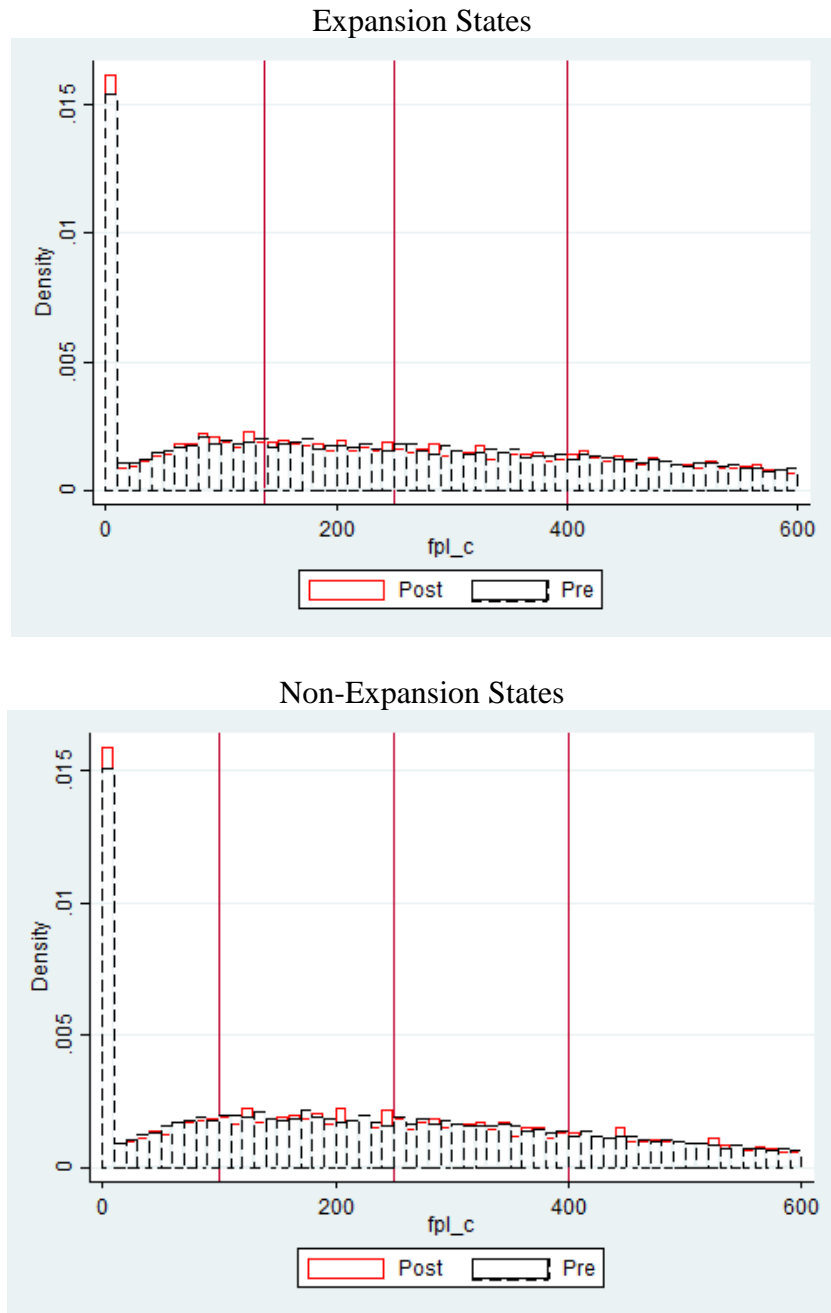 Expansion States
.015
.01
Density
.005
0
0 200 400 600
fpl_c
Post Pre
Non-Expansion States
.015
.01
Density
.005
0
0 200 400 600
fpl_c
Post Pre